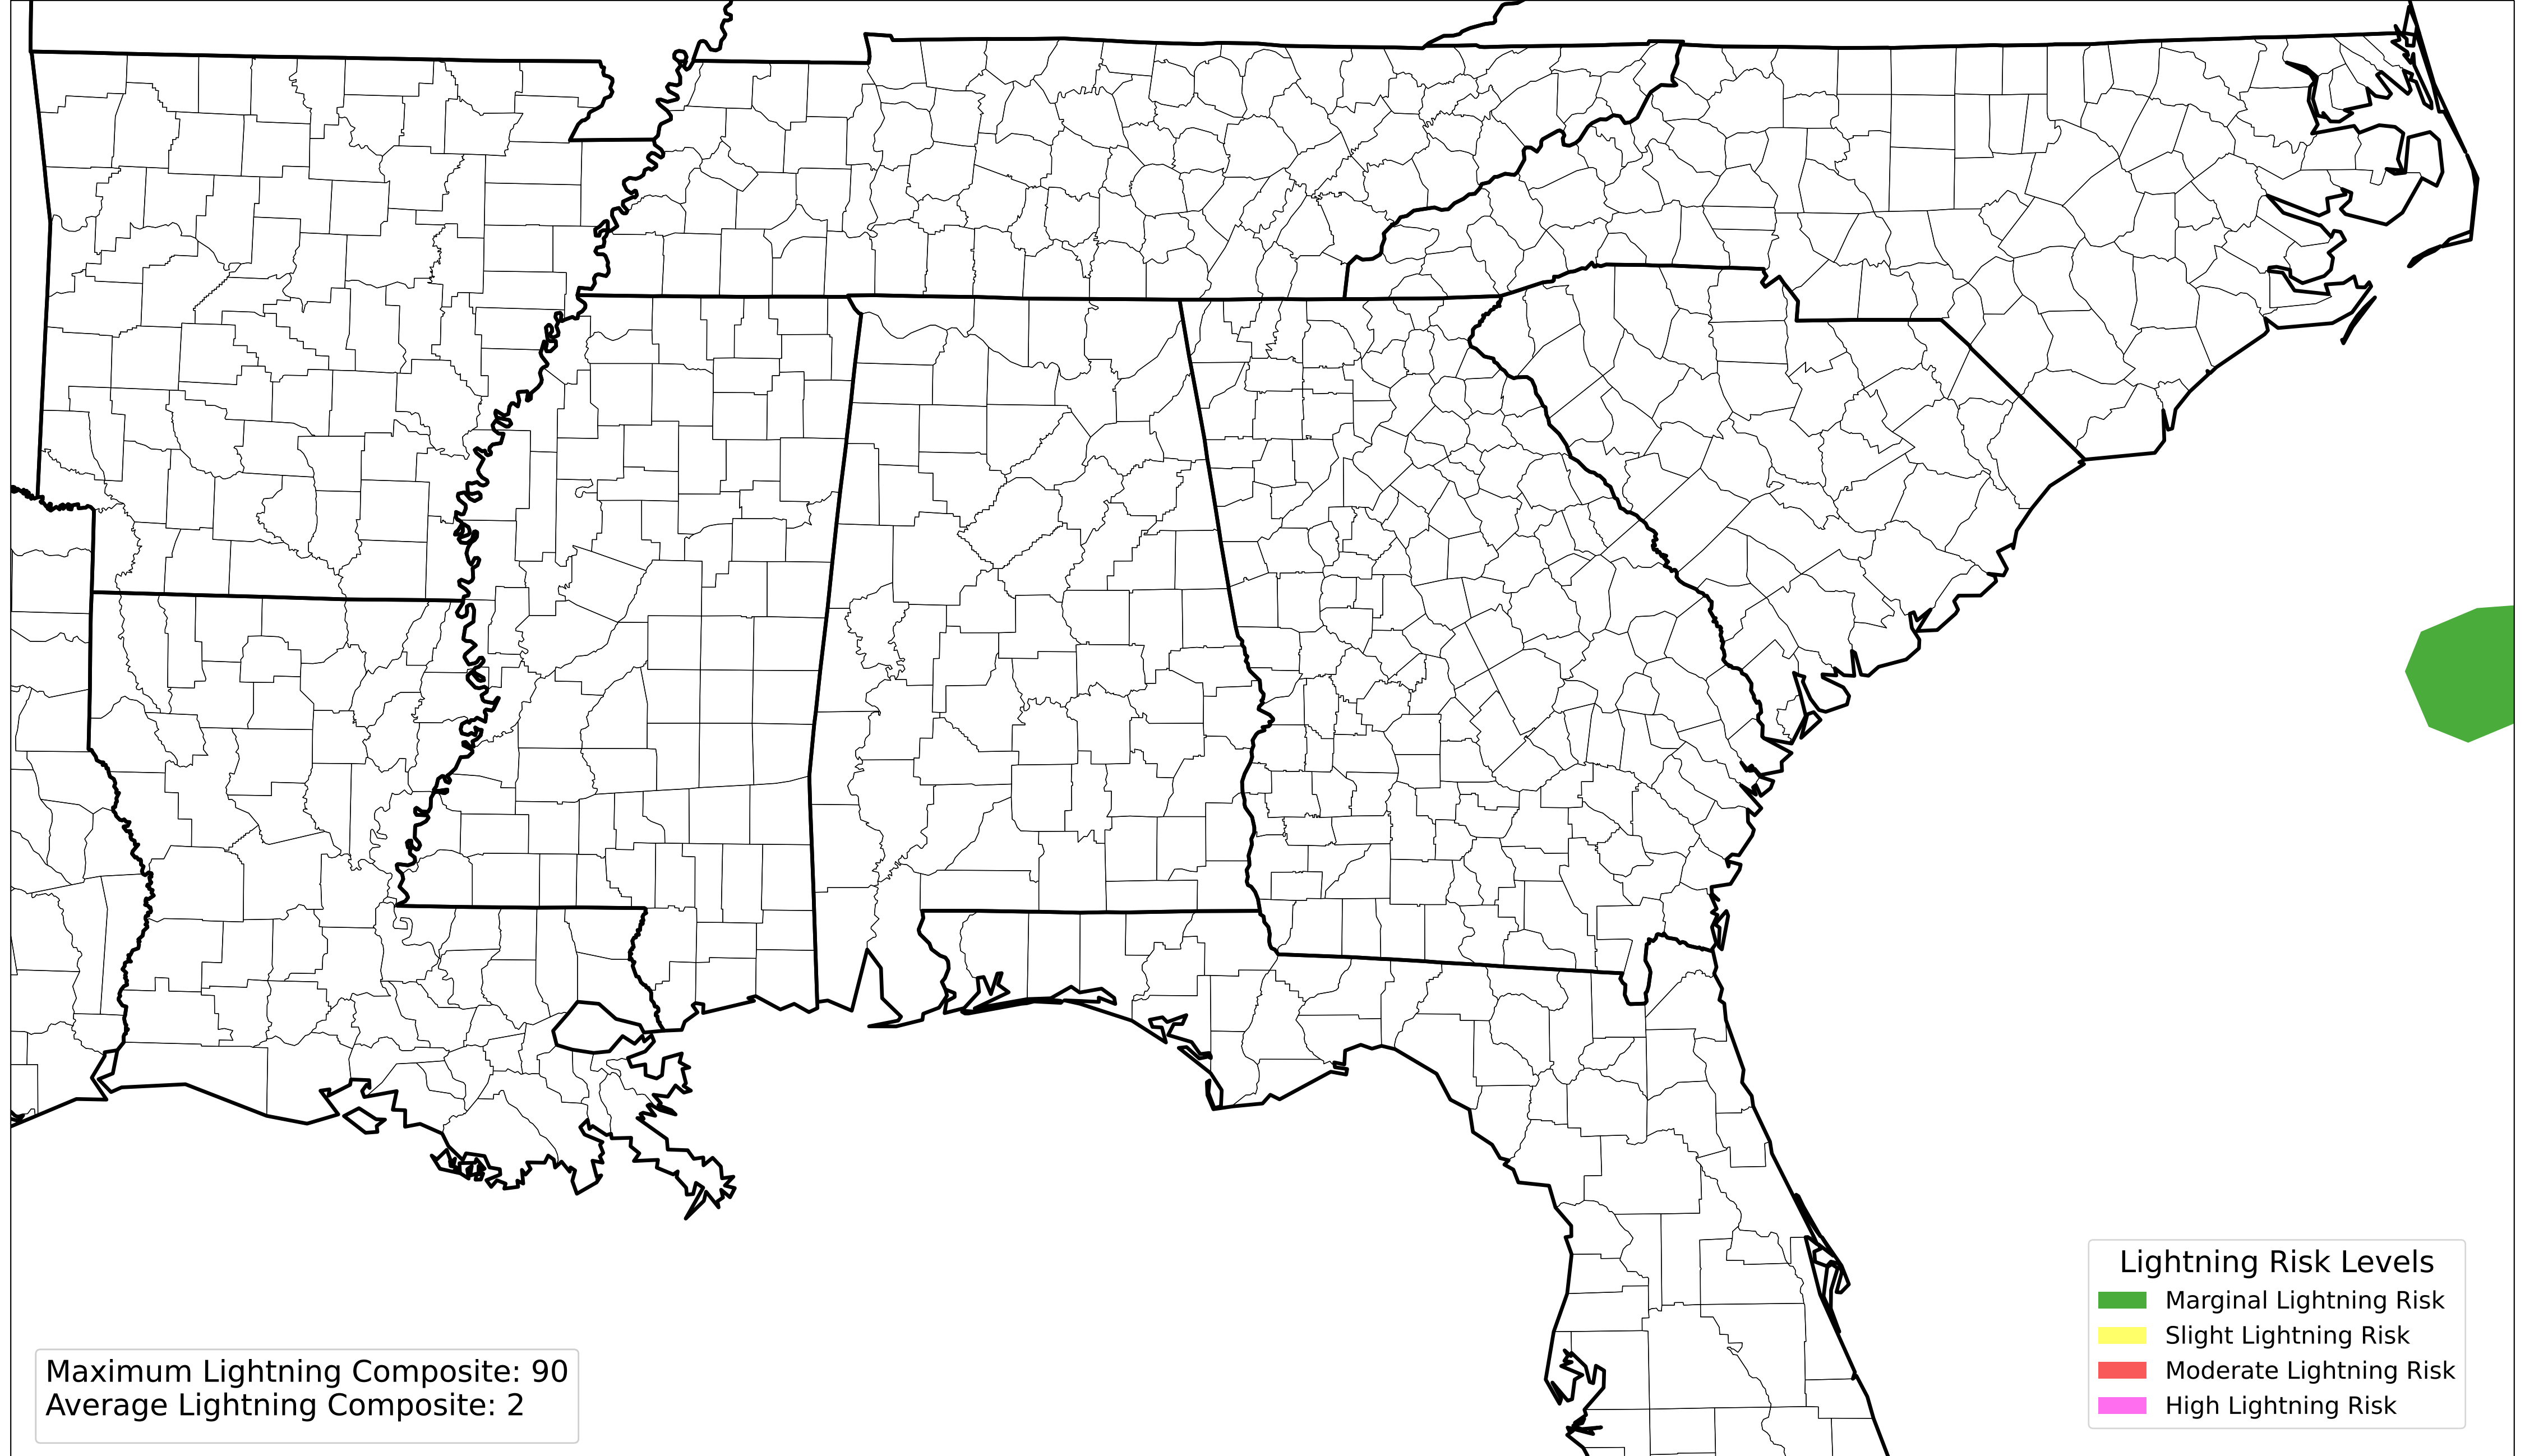 Lightning Risk Levels
Marginal Lightning Risk
Slight Lightning Risk
Moderate Lightning Risk
High Lightning Risk
Maximum Lightning Composite: 90
Average Lightning Composite: 2